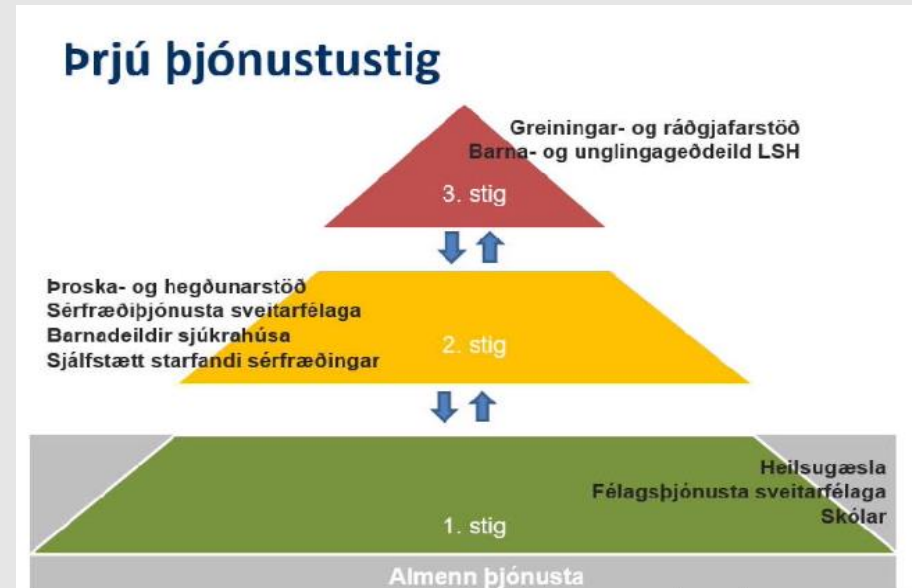 Þrjú þjónustustig
Greiningar- og ráðgjafarstöð
Barna- og unglingageðdeild LSH
3. stig
Þroska- og hegðunarstöð
Sérfræðiþjónusta sveitarfélaga
Barnadeildir sjúkrahúsa
Sjálfstætt starfandi sérfræðingar
2. stig
Heilsugæsla
Félagsþjónusta sveitarfélaga
Skólar
1. stig
Almenn þjónusta